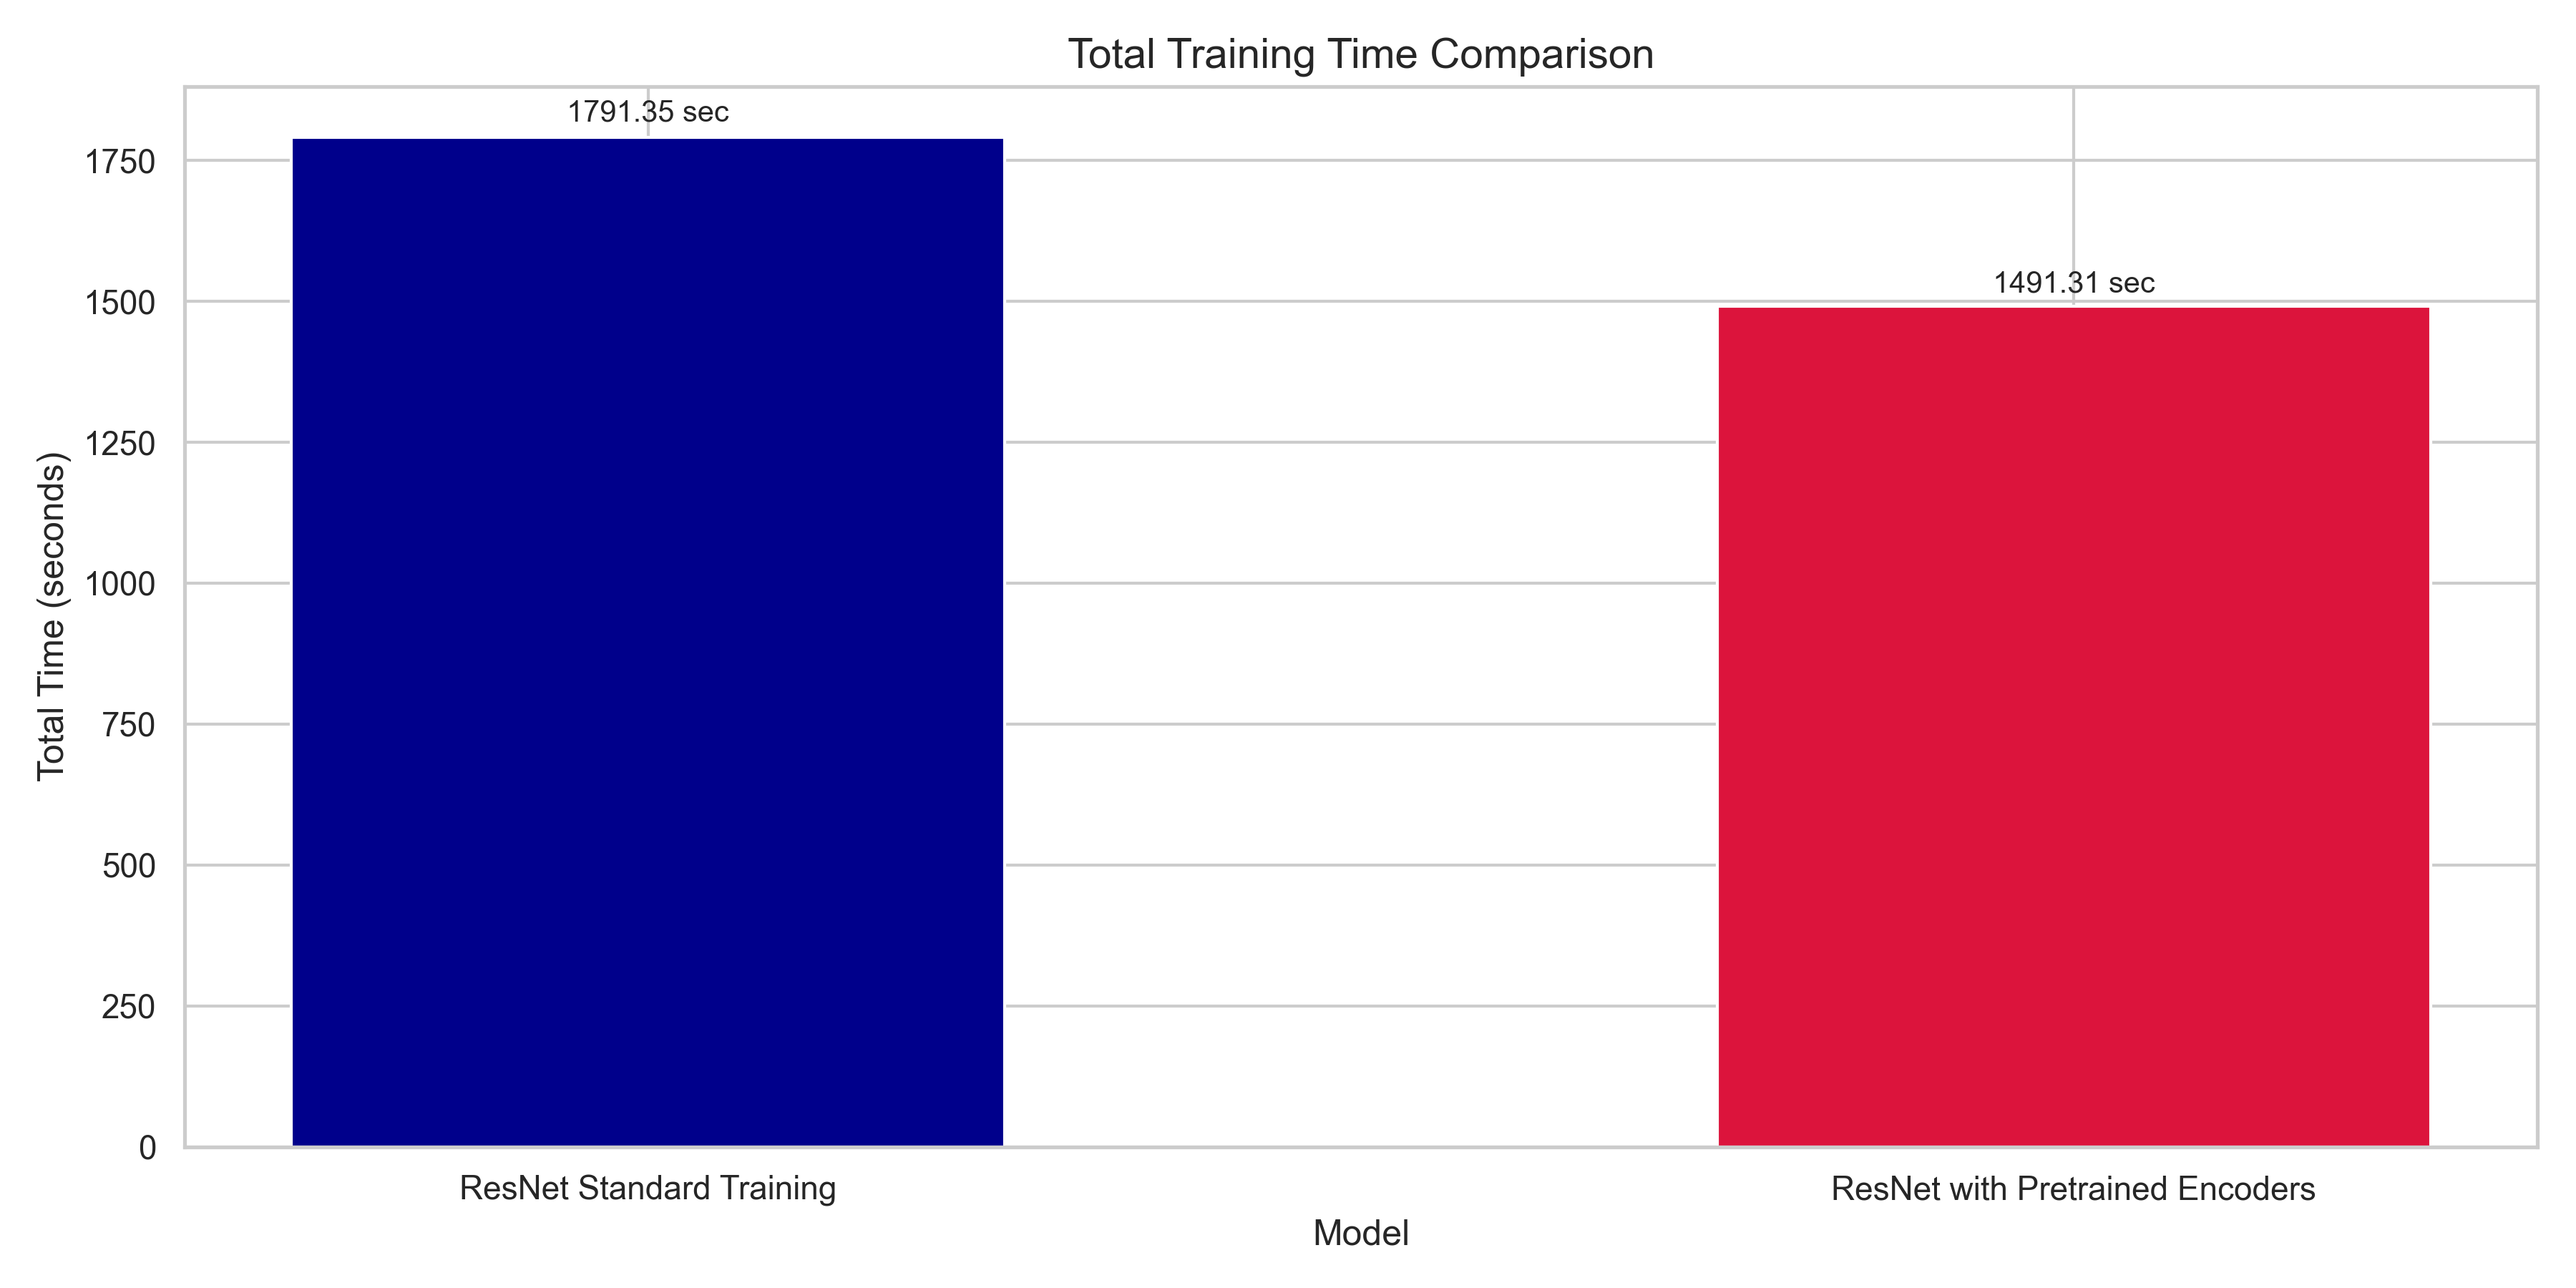 Total Training Time Comparison
1791.35 sec
1491.31 sec
Total Time (seconds)
1750
1500
1250
1000
750
500
250
0
ResNet Standard Training
ResNet with Pretrained Encoders
Model